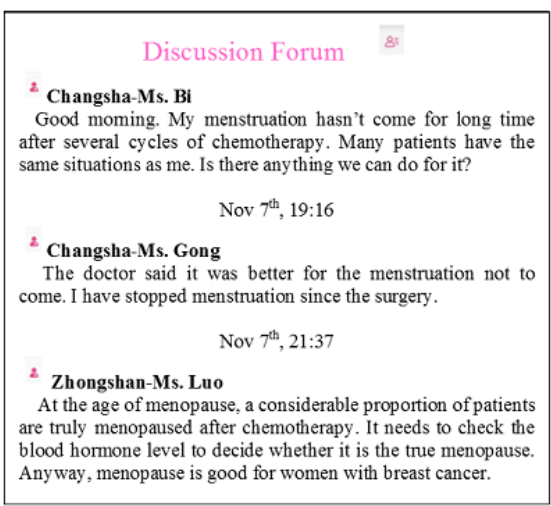 Discussion Forum
Changsha-Ms. Bi
Good morning. My menstruation hasn't come for long time
after several cycles of chemotherapy. Many patients have the
same situations as me. Is there anything we can do for it?
Nov 7th, 19:16
Changsha-Ms. Gong
The doctor said it was better for the menstruation not to
come. I have stopped menstruation since the surgery.
Nov 7th, 21:37
Zhongshan-Ms. Luo
At the age of menopause, a considerable proportion of patients
are truly menopaused after chemotherapy. It needs to check the
blood hormone level to decide whether it is the true menopause.
Anyway, menopause is good for women with breast cancer.